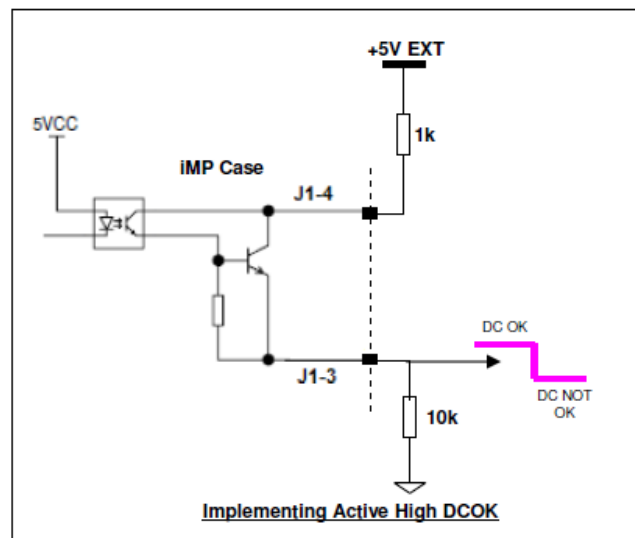 +5V EXT
5VCC
1k
iMP Case
J1-4
DC OK
J1-3
DC NOT
OK
10k
Implementing Active High DCOK